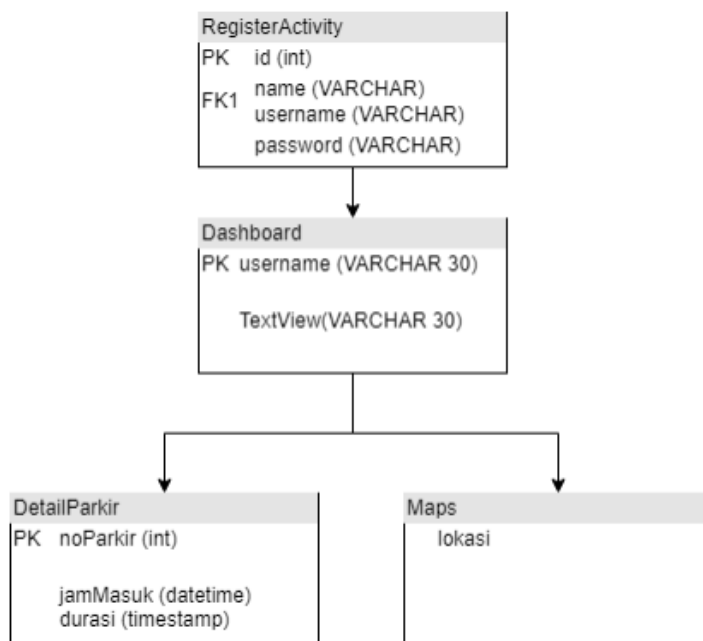 RegisterActivity
PK id (int)
name (VARCHAR)
FK1
username (VARCHAR)
password (VARCHAR)
Dashboard
PK username (VARCHAR 30)
TextView(VARCHAR 30)
DetailParkir
PK noParkir (int)
jamMasuk (datetime)
durasi (timestamp)
Maps
lokasi